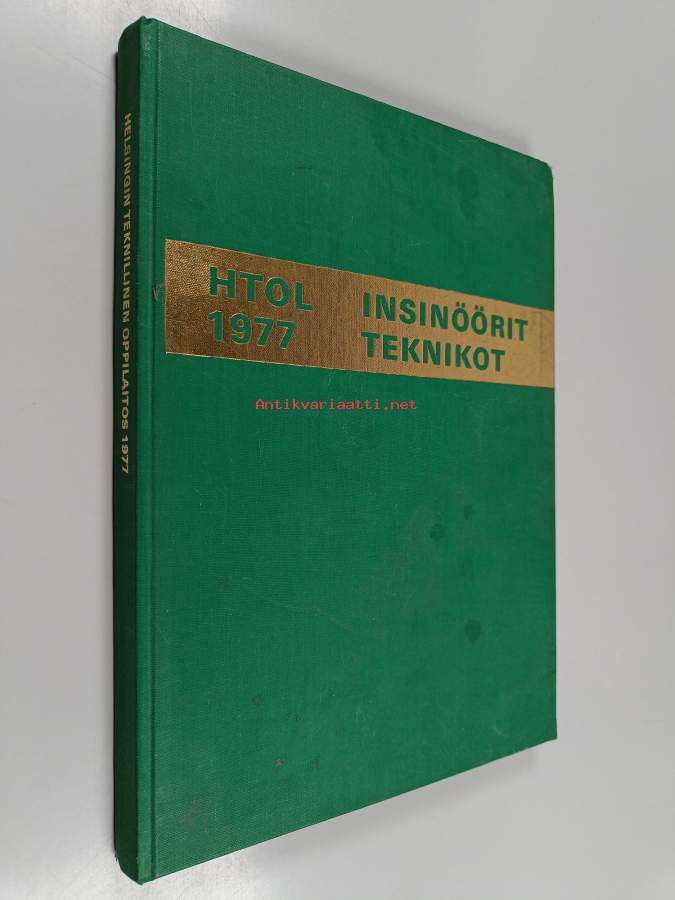 HELSINGIN TEKNILLINEN OPPILAITOS 1977
HTOL
1977
INSINÖÖRIT
TEKNIKOT
Antikvariaatti.net